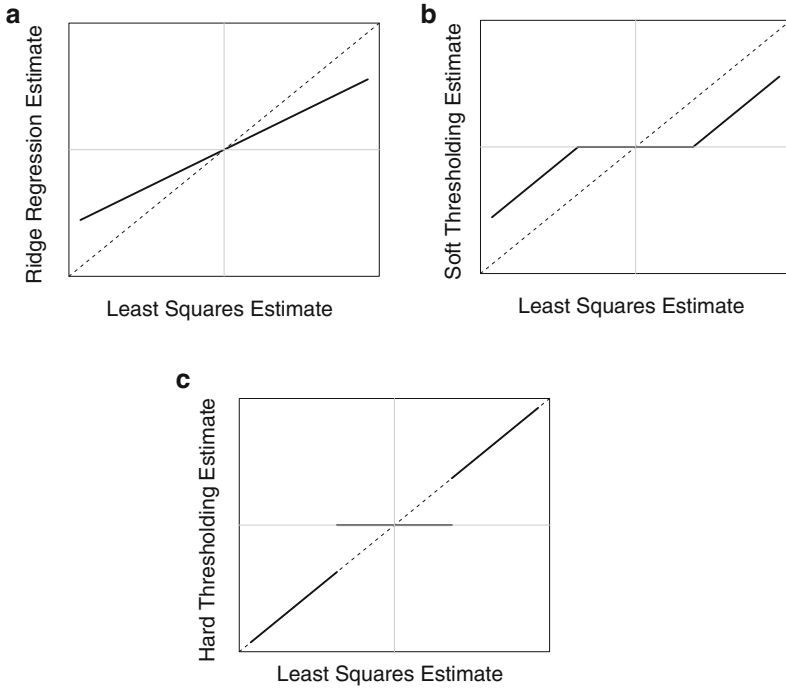 a
Ridge Regression Estimate
Least Squares Estimate
b
Soft Thresholding Estimate
Least Squares Estimate
c
Hard Thresholding Estimate
Least Squares Estimate